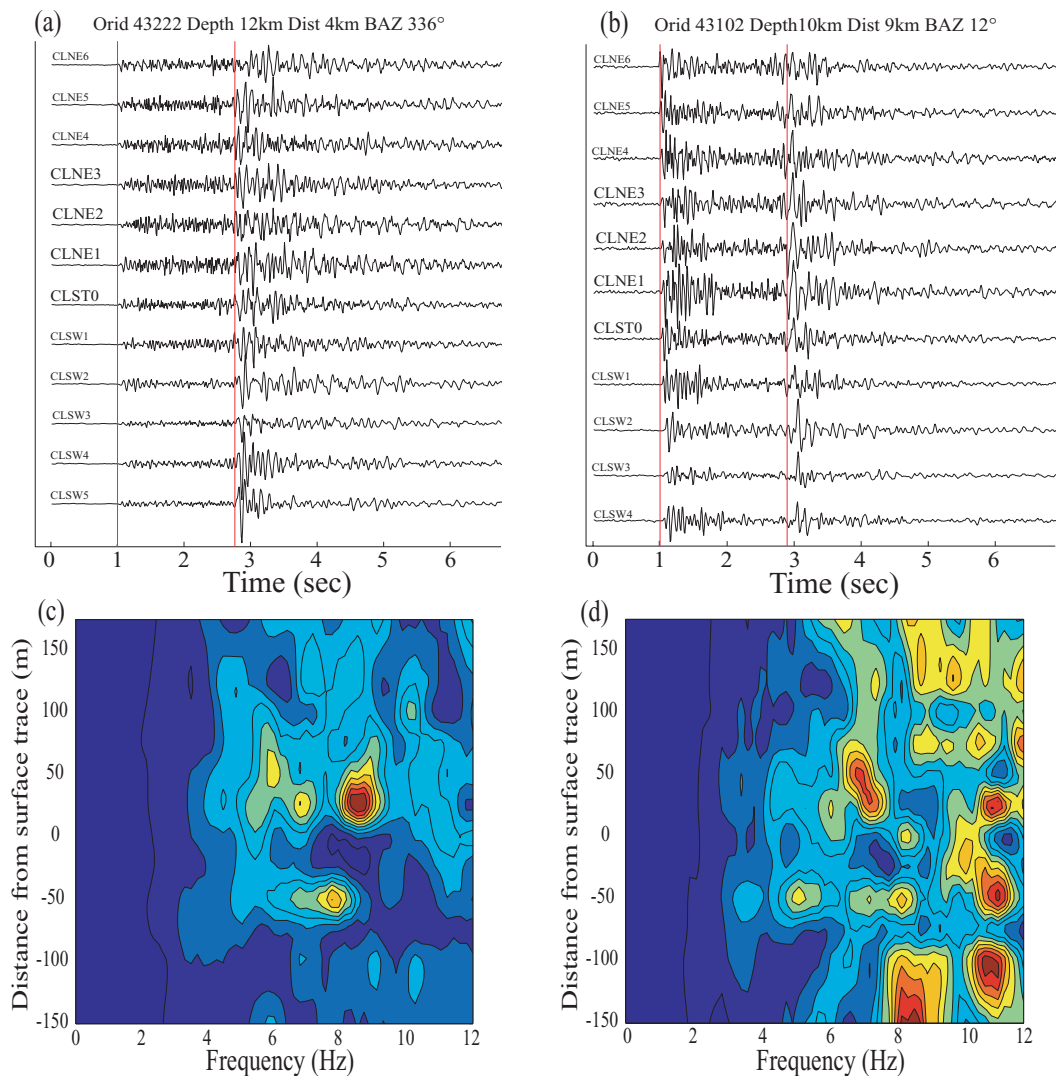 (a) Orid 43222 Depth 12km Dist 4km BAZ 336°
CLNE6
CLNE5
CLNE4
CLNE3
CLNE2
CLNE1
CLST0
CLSW1
CLSW2
CLSW3
CLSW4
CLSW5
0 1 2 3 4 5 6
Time (sec)
(b) Orid 43102 Depth10km Dist 9km BAZ 12°
CLNE6
CLNE5
CLNE4
CLNE3
CLNE2
CLNE1
CLST0
CLSW1
CLSW2
CLSW3
CLSW4
0 1 2 3 4 5 6
Time (sec)
(c)
Distance from surface trace (m)
150
100
50
0
-50
-100
-150
0 2 4 6 8 10 12
Frequency (Hz)
(d)
Distance from surface trace (m)
150
100
50
0
-50
-100
-150
0 2 4 6 8 10 12
Frequency (Hz)